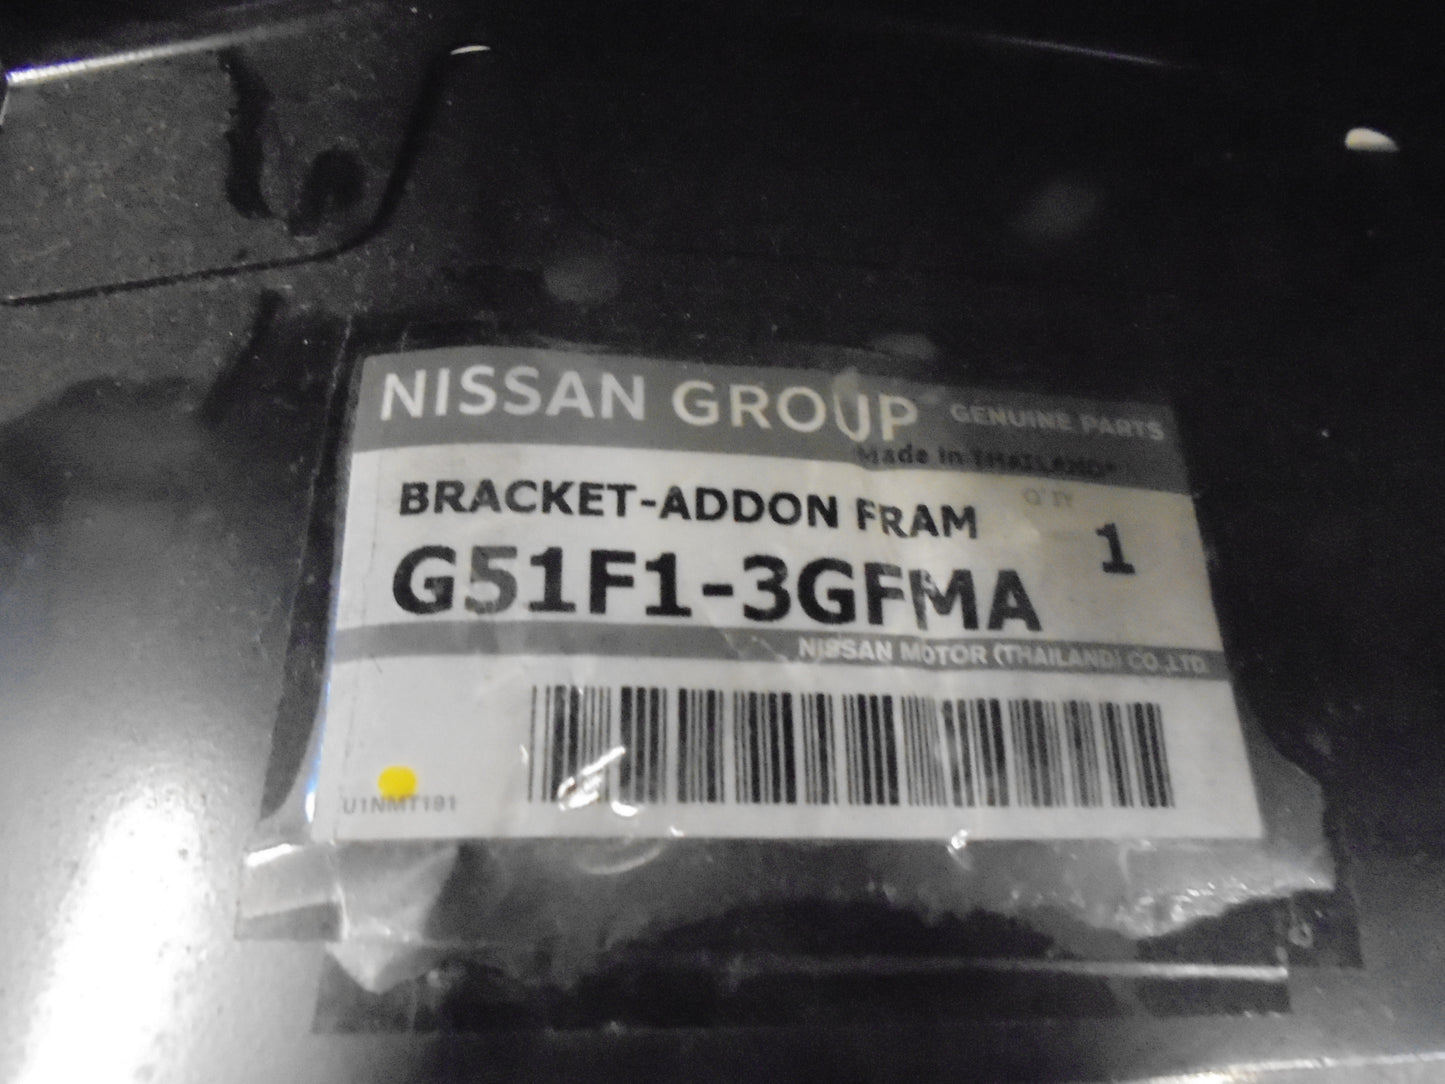 NISSAN GROUP GENUINE PARTS
Made in THAILAND*
Q'TY
BRACKET-ADDON FRAM
1
G51F1-3GFMA
NISSAN MOTOR (THAILAND) CO.,LTD.
U1NMT191